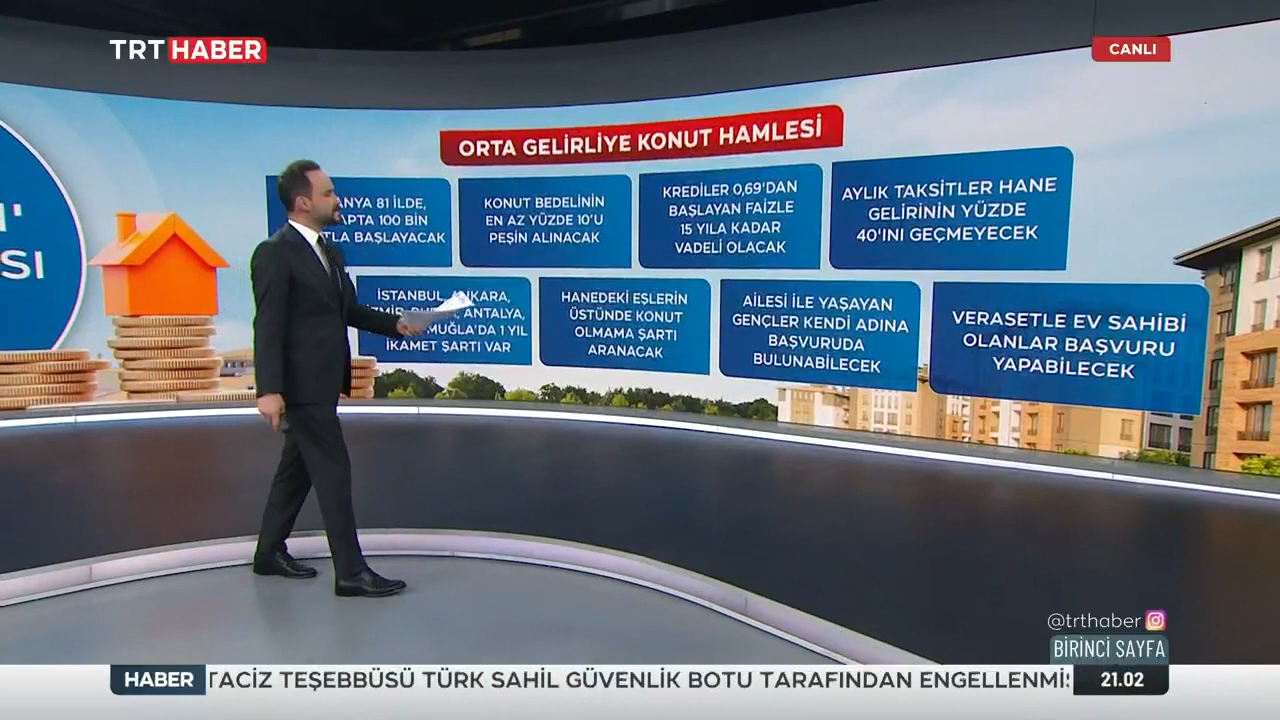 TRT HABER
CANLI
ORTA GELİRLİYE KONUT HAMLESİ
81 İLDE,
100 BİN
BAŞLAYACAK
KONUT BEDELİNİN
EN AZ YÜZDE 10'U
PEŞİN ALINACAK
KREDİLER 0,69'DAN
BAŞLAYAN FAİZLE
15 YILA KADAR
VADELİ OLACAK
AYLIK TAKSİTLER HANE
GELİRİNİN YÜZDE
40'INI GEÇMEYECEK
İSTANBUL, ANKARA,
ANTALYA,
MUĞLA'DA 1 YIL
İKAMET ŞARTI VAR
HANEDEKİ EŞLERİN
ÜSTÜNDE KONUT
OLMAMA ŞARTI
ARANACAK
AİLESİ İLE YAŞAYAN
GENÇLER KENDİ ADINA
BAŞVURUDA
BULUNABİLECEK
VERASETLE EV SAHİBİ
OLANLAR BAŞVURU
YAPABİLECEK
@trthaber
BİRİNCİ SAYFA
HABER TACİZ TEŞEBBÜSÜ TÜRK SAHİL GÜVENLİK BOTU TARAFINDAN ENGELLENMİŞ 21.02